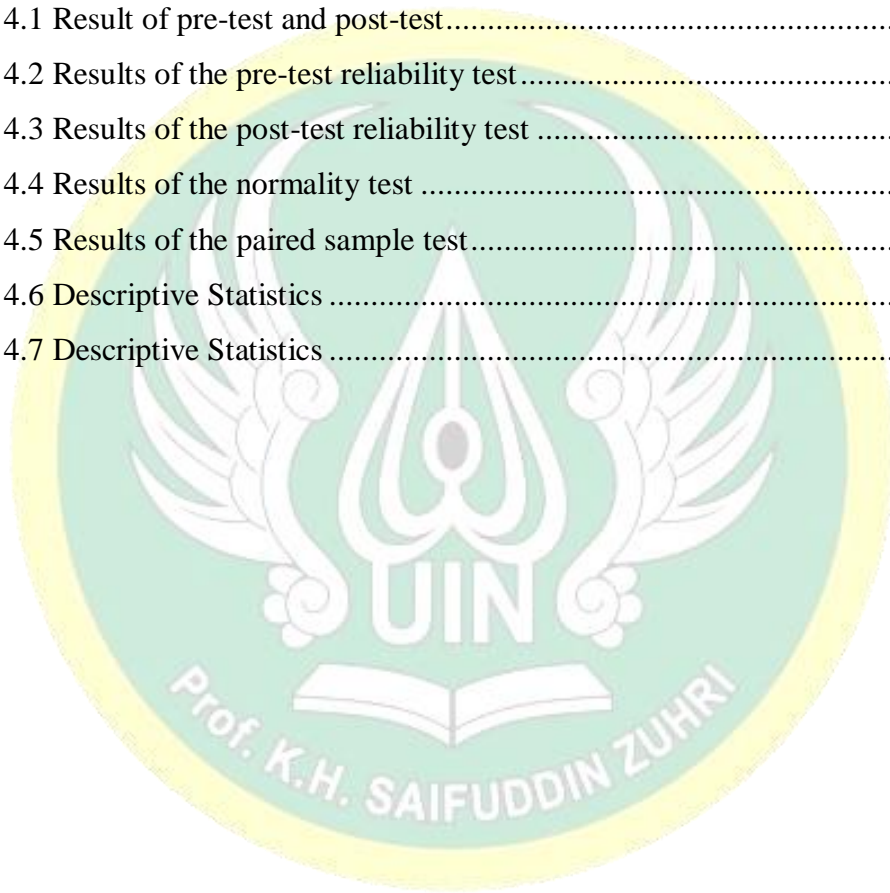 4.1 Result of pre-test and post-test................................................
4.2 Results of the pre-test reliability test......................................
4.3 Results of the post-test reliability test ....................................
4.4 Results of the normality test ..................................................
4.5 Results of the paired sample test.............................................
4.6 Descriptive Statistics .............................................................
4.7 Descriptive Statistics .............................................................
UIN
Prof. K.H. SAIFUDDIN ZUHRI